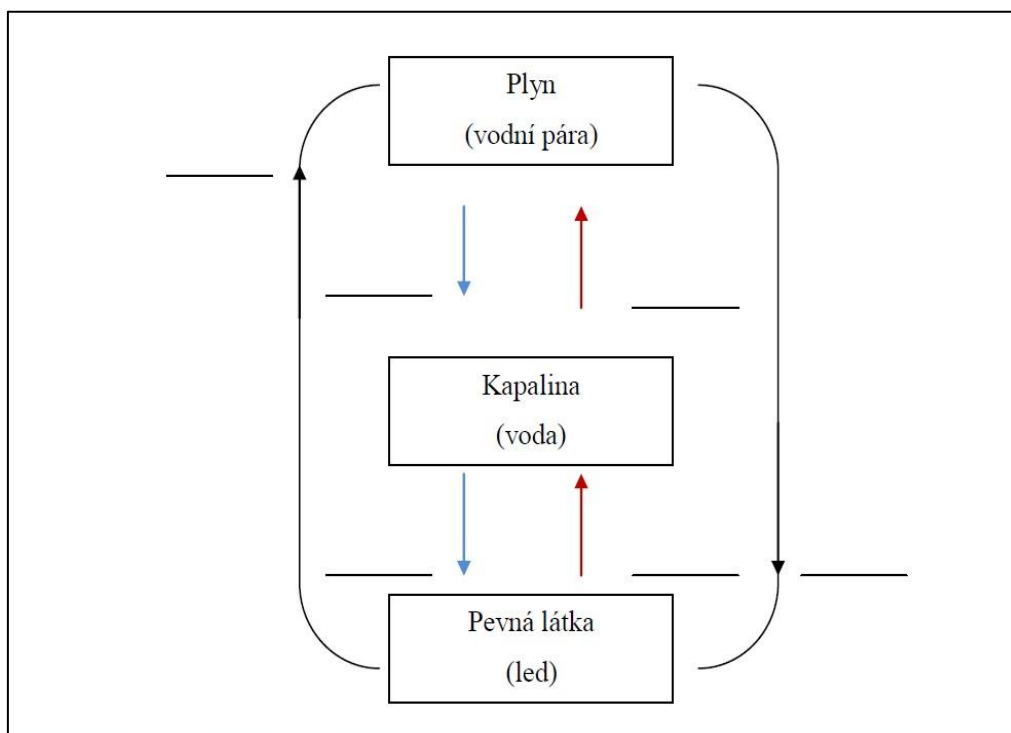 Plyn
(vodní pára)
Kapalina
(voda)
Pevná látka
(led)